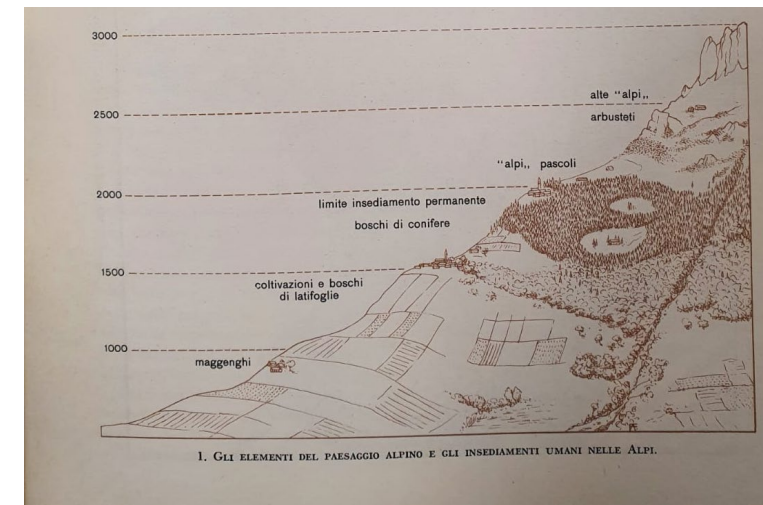 3000
alte "alpi„
2500
arbusteti
"alpi„ pascoli
2000
limite insediamento permanente
boschi di conifere
1500
coltivazioni e boschi
di latifoglie
1000
maggenghi
1. GLI ELEMENTI DEL PAESAGGIO ALPINO E GLI INSEDIAMENTI UMANI NELLE ALPI.